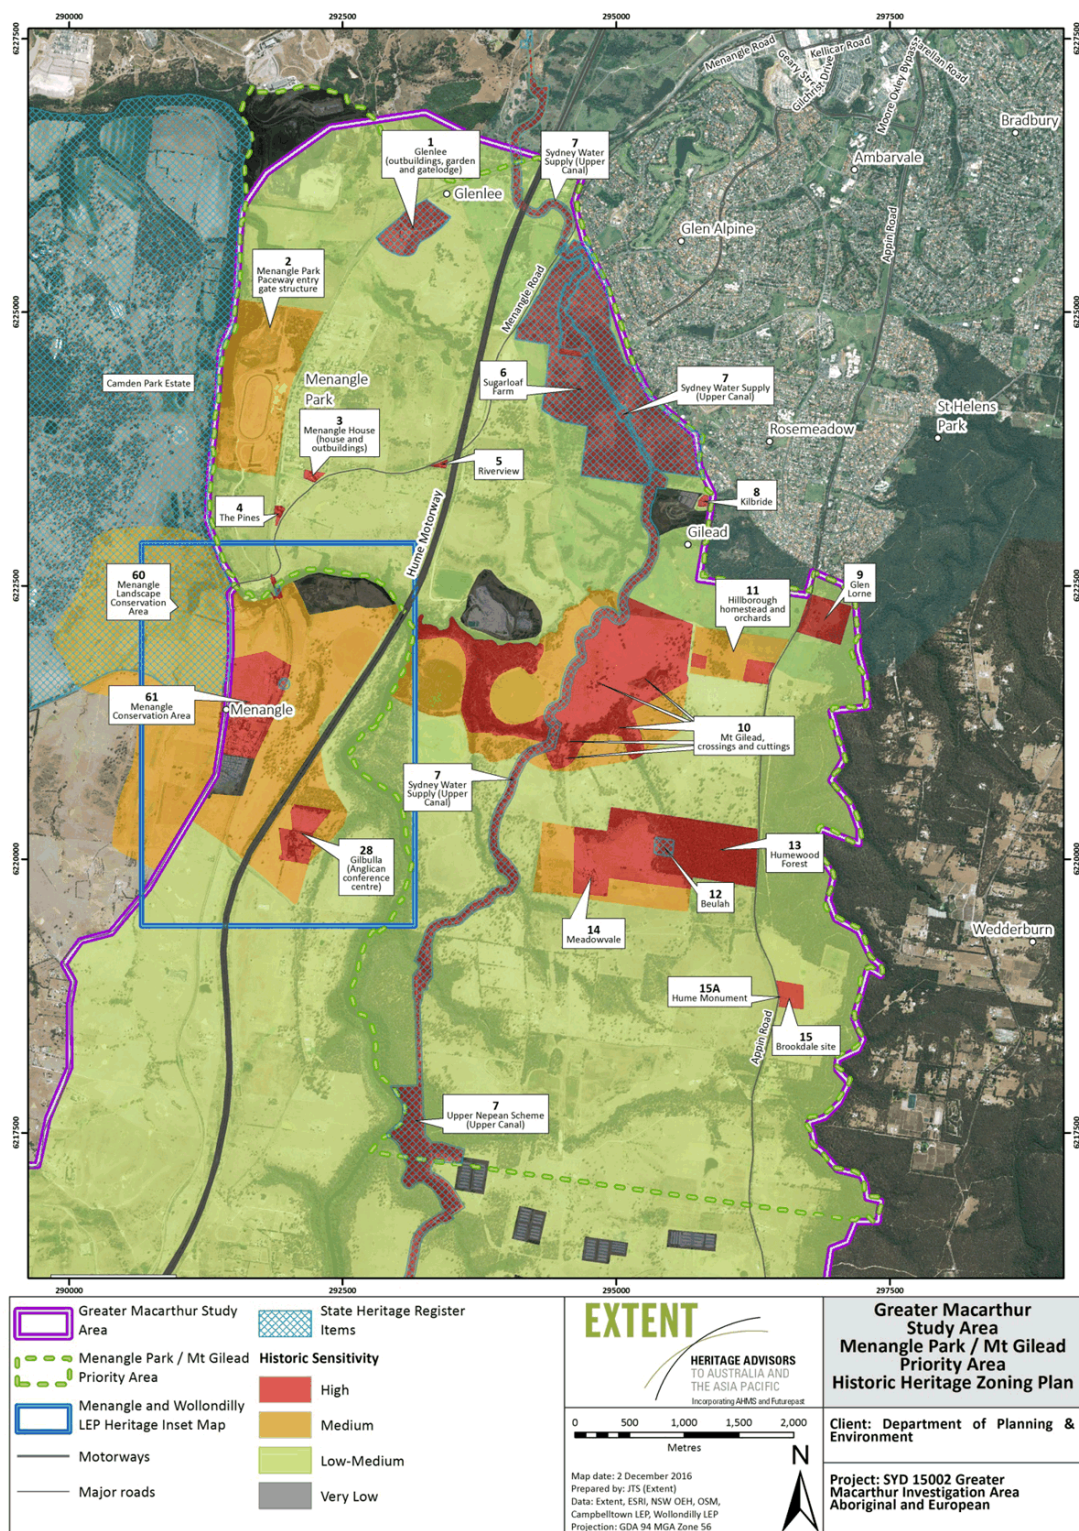 290000
292500
295000
297500
6227500
6227500
Menangle Road
Kellicar Road
Geary Str
Gilchrist Drive
Moore Oxley Bypass
Narellan Road
Bradbury
Ambarvale
1
Glenlee
(outbuildings, garden
and gatelodge)
7
Sydney Water
Supply (Upper
Canal)
Glenlee
Glen Alpine
Appin Road
2
Menangle Park
Paceway entry
gate structure
Menangle Road
6225000
6225000
Camden Park Estate
Menangle
Park
6
Sugarloaf
Farm
7
Sydney Water Supply
(Upper Canal)
St Helens
Park
Rosemeadow
3
Menangle House
(house and
outbuildings)
5
Riverview
8
Kilbride
4
The Pines
Hume Motorway
Gilead
6222500
6222500
60
Menangle
Landscape
Conservation
Area
11
Hillborough
homestead and
orchards
9
Glen
Lorne
61
Menangle
Conservation Area
Menangle
10
Mt Gilead,
crossings and cuttings
7
Sydney Water
Supply (Upper
Canal)
28
Gilbulla
(Anglican
conference
centre)
13
Humewood
Forest
12
Beulah
6220000
6220000
14
Meadowvale
Wedderburn
15A
Hume Monument
15
Brookdale site
Appin Road
7
Upper Nepean Scheme
(Upper Canal)
6217500
6217500
290000
292500
295000
297500
Greater Macarthur Study
Area
Menangle Park / Mt Gilead
Priority Area
Menangle and Wollondilly
LEP Heritage Inset Map
Motorways
Major roads
State Heritage Register
Items
Historic Sensitivity
High
Medium
Low-Medium
Very Low
EXTENT
HERITAGE ADVISORS
TO AUSTRALIA AND
THE ASIA PACIFIC
Incorporating AHMS and Futurepast
0 500 1,000 1,500 2,000
Metres
N
Map date: 2 December 2016
Prepared by: JTS (Extent)
Data: Extent, ESRI, NSW OEH, OSM,
Campbelltown LEP, Wollondilly LEP
Projection: GDA 94 MGA Zone 56
Greater Macarthur
Study Area
Menangle Park / Mt Gilead
Priority Area
Historic Heritage Zoning Plan
Client: Department of Planning &
Environment
Project: SYD 15002 Greater
Macarthur Investigation Area
Aboriginal and European